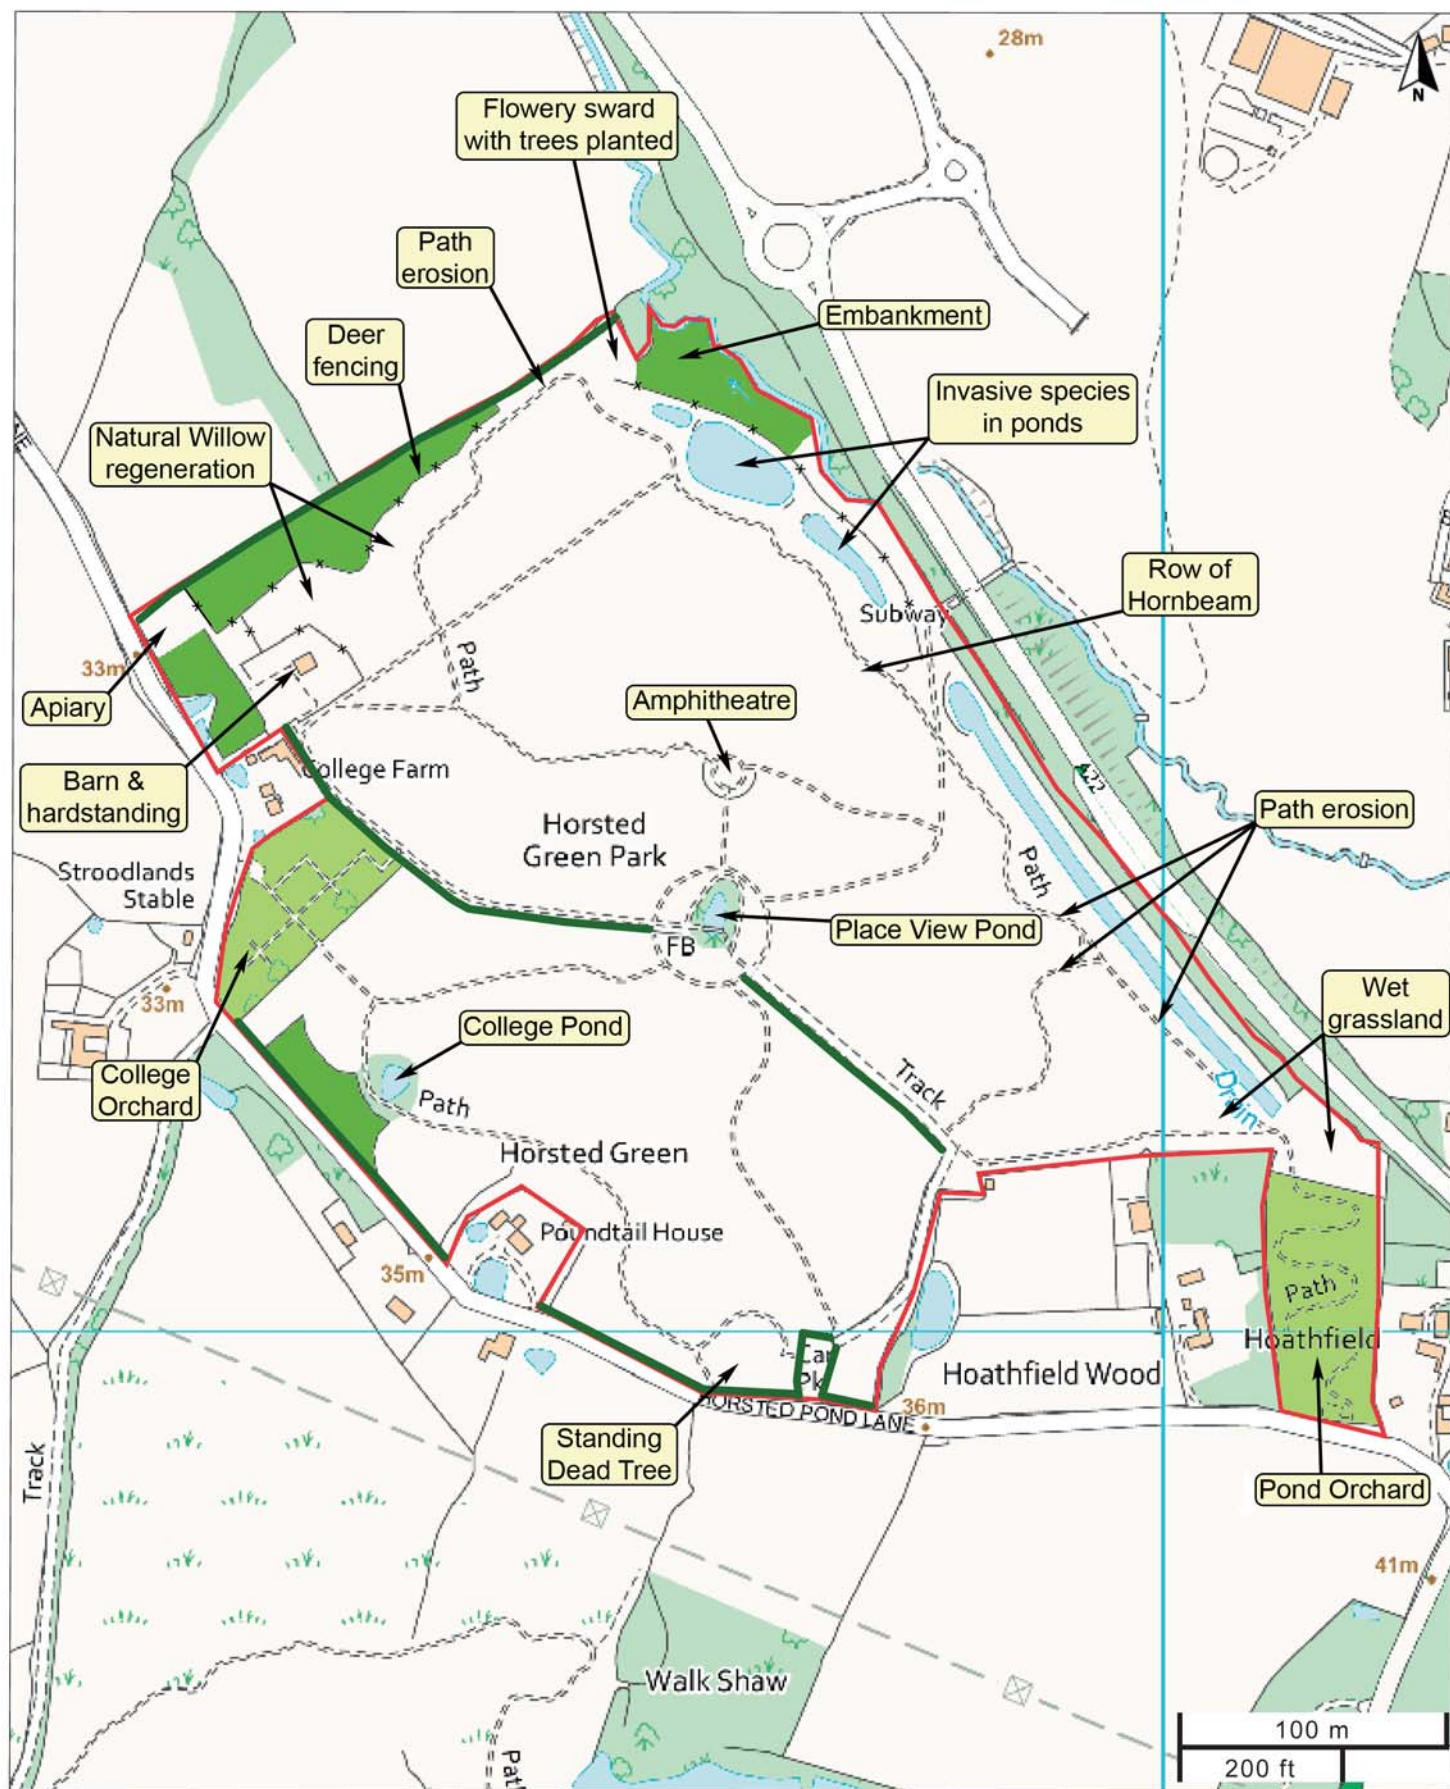 28m
N
Flowery sward
with trees planted
Path
erosion
Embankment
Deer
fencing
Invasive species
in ponds
Natural Willow
regeneration
Row of
Hornbeam
Subway
33m
Path
Apiary
Amphitheatre
Barn &
hardstanding
College Farm
A22
Path erosion
Horsted
Green Park
Path
Stroodlands
Stable
Place View Pond
FB
33m
Wet
grassland
College Pond
College
Orchard
Path
Track
Drain
Horsted Green
Poundtail House
35m
Path
Hoathfield
Car
Pk
Hoathfield Wood
HORSTED POND LANE
36m
Standing
Dead Tree
Track
Pond Orchard
41m
Walk Shaw
Path
100 m
200 ft